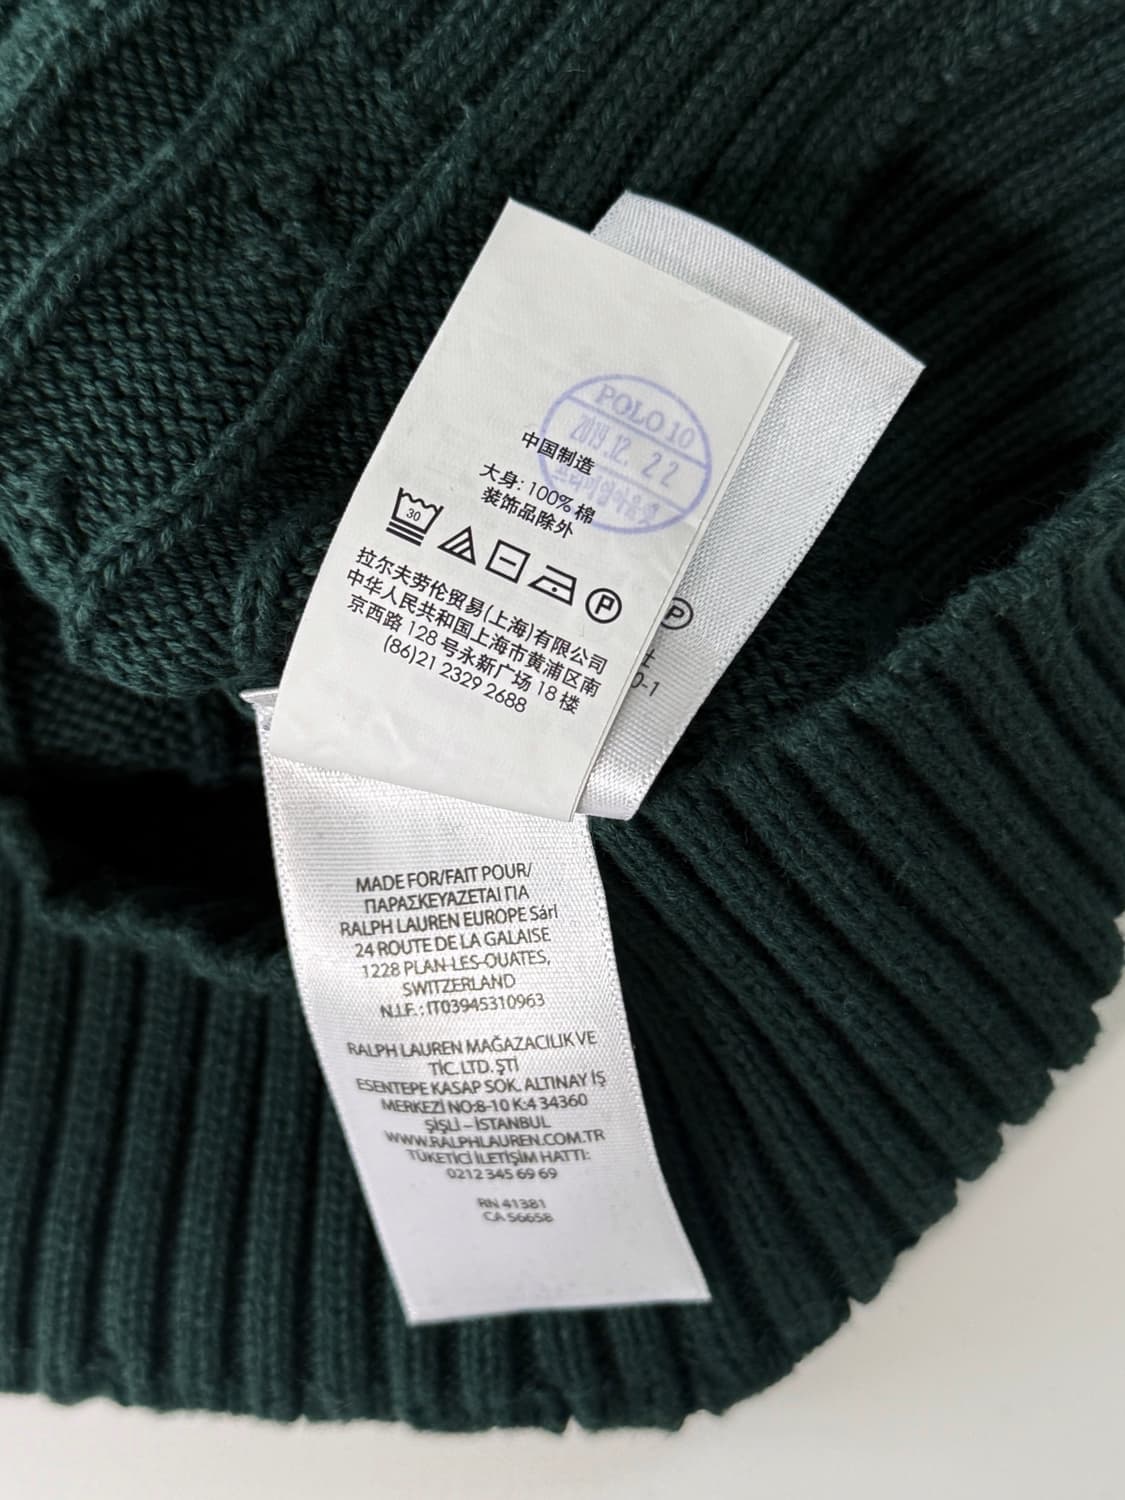 POLO 10
2019.12. 22
中国制造
大身: 100% 棉
装饰品除外
30
P
拉尔夫劳伦贸易(上海)有限公司
中华人民共和国上海市黄浦区南
京西路 128 号永新广场 18 楼
(86)21 2329 2688
P
0-1
MADE FOR/FAIT POUR/
ΠΑΡΑΣΚΕΥΑΖΕΤΑΙ ΓΙΑ
RALPH LAUREN EUROPE Sárl
24 ROUTE DE LA GALAISE
1228 PLAN-LES-OUATES,
SWITZERLAND
N.I.F. : IT03945310963
RALPH LAUREN MAĞAZACILIK VE
TİC. LTD. ŞTİ
ESENTEPE KASAP SOK. ALTINAY İŞ
MERKEZİ NO:8-10 K:4 34360
ŞİŞLİ – İSTANBUL
WWW.RALPHLAUREN.COM.TR
TÜKETİCİ İLETİŞİM HATTI:
0212 345 69 69
RN 41381
CA 56658